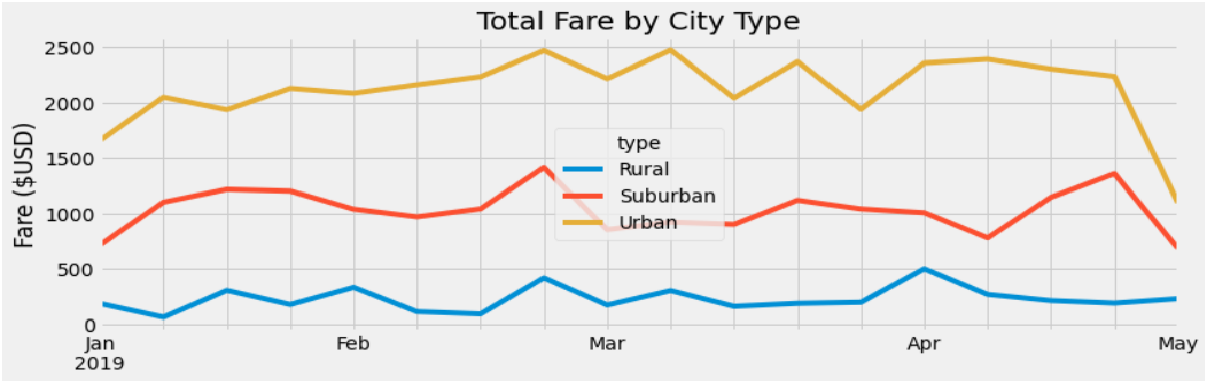 Total Fare by City Type
Fare ($USD)
2500
2000
1500
1000
500
0
type
Rural
Suburban
Urban
Jan Feb Mar Apr May
2019